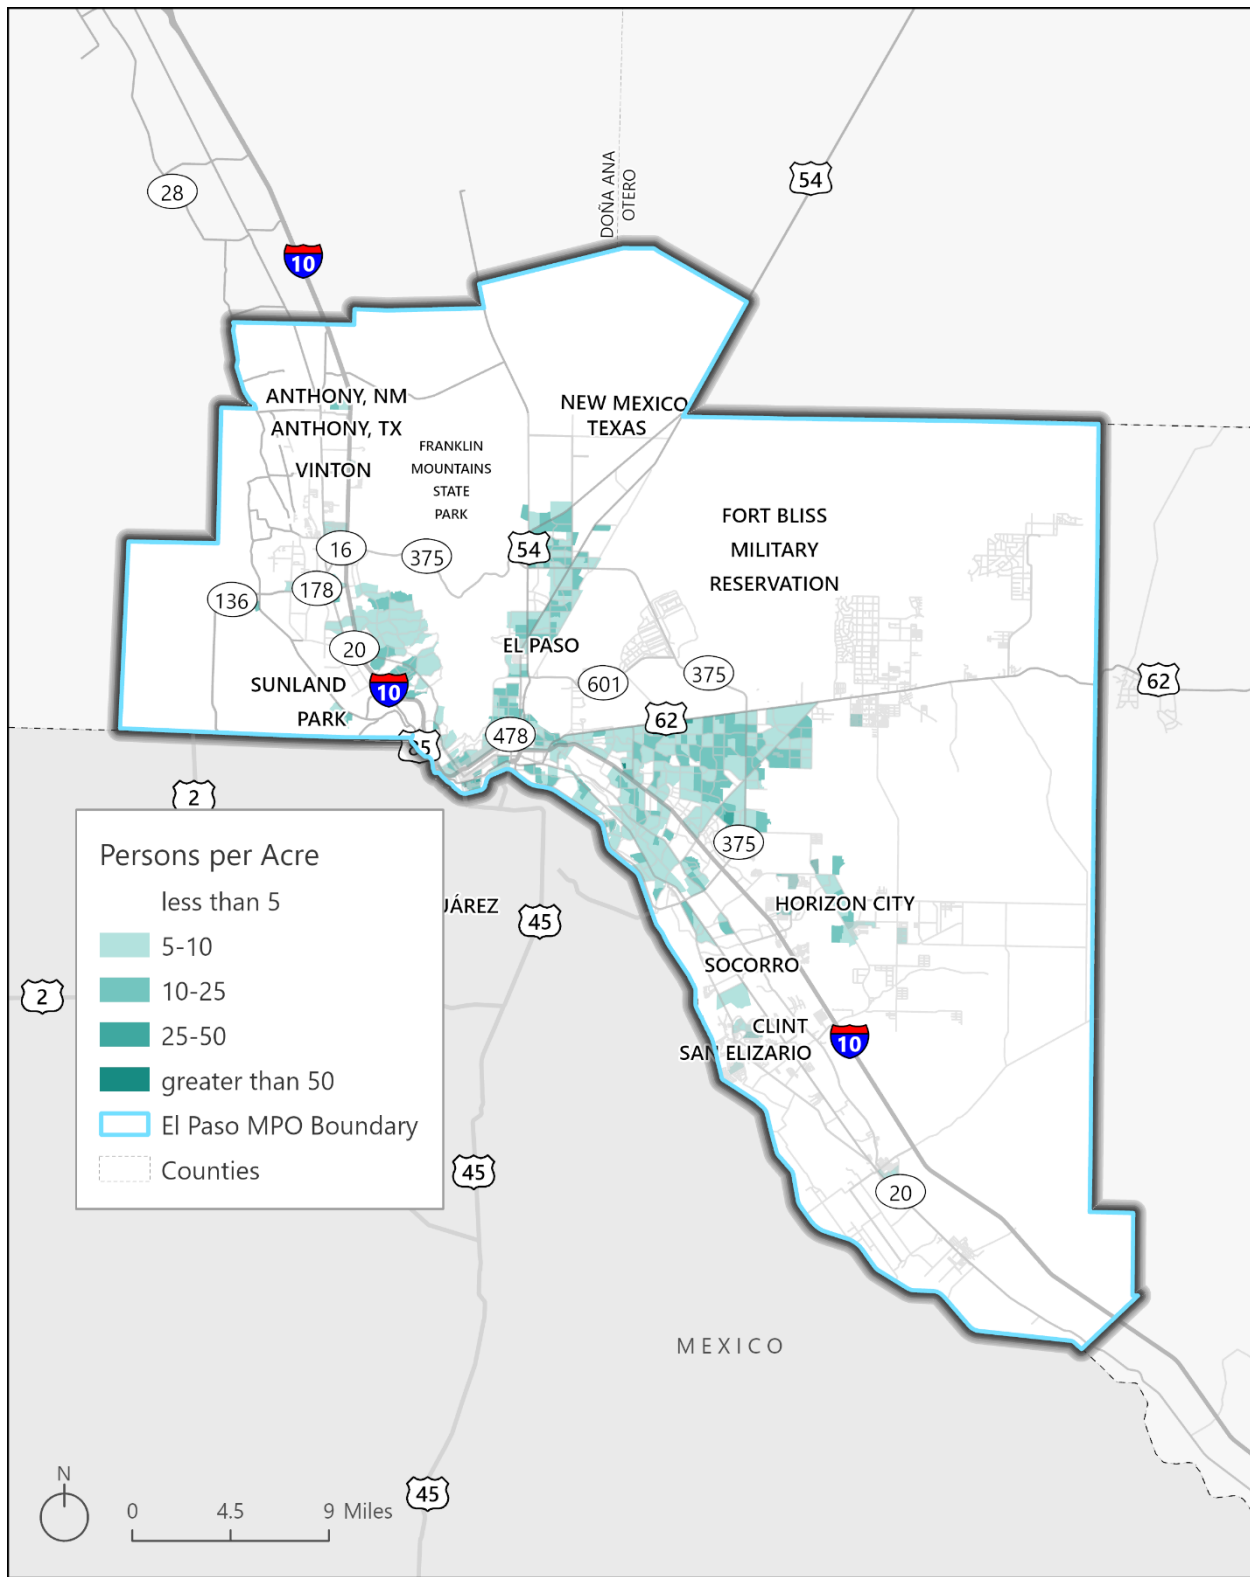 28
10
DOÑA ANA
OTERO
54
ANTHONY, NM
ANTHONY, TX
VINTON
FRANKLIN
MOUNTAINS
STATE
PARK
NEW MEXICO
TEXAS
FORT BLISS
MILITARY
RESERVATION
16
375
54
178
136
20
EL PASO
601
375
62
SUNLAND
PARK
10
62
478
85
2
375
Persons per Acre
less than 5
5-10
10-25
25-50
greater than 50
El Paso MPO Boundary
Counties
UÁREZ
45
HORIZON CITY
SOCORRO
2
CLINT
SAN ELIZARIO
10
45
20
MEXICO
45
N
0 4.5 9 Miles